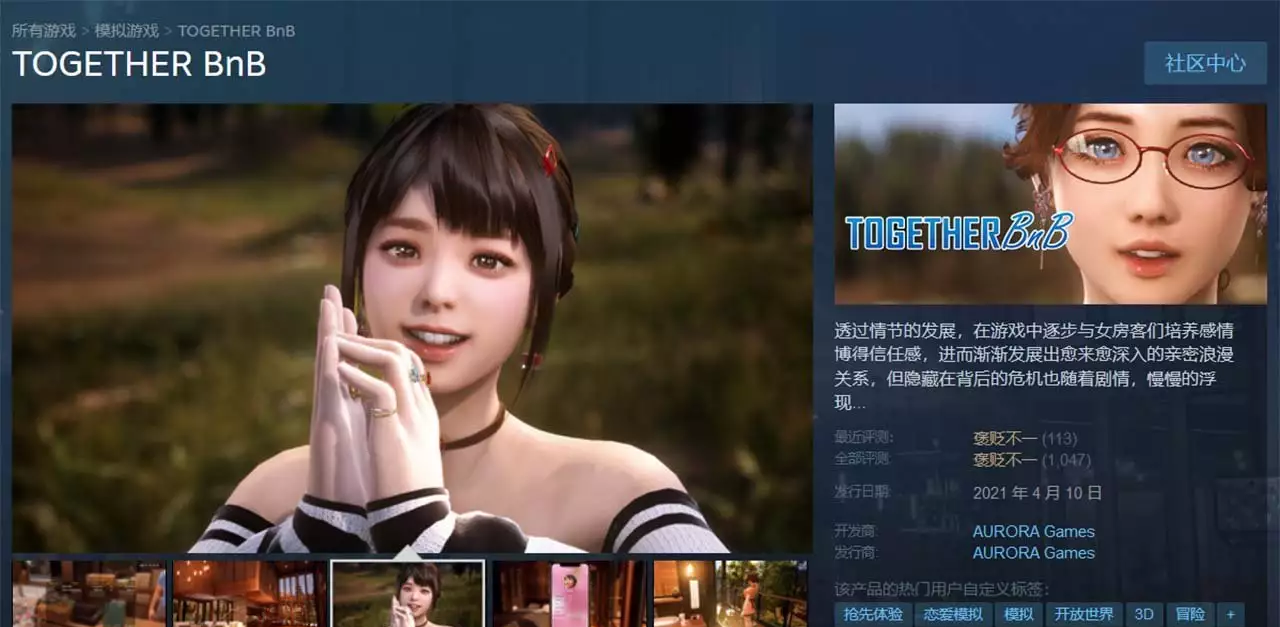 所有游戏 > 模拟游戏 > TOGETHER BnB
TOGETHER BnB
社区中心
TOGETHER BnB
透过情节的发展，在游戏中逐步与女房客们培养感情
博得信任感，进而渐渐发展出愈来愈深入的亲密浪漫
关系，但隐藏在背后的危机也随着剧情，慢慢的浮
现...
最近评测: 褒贬不一 (113)
全部评测: 褒贬不一 (1,047)
发行日期: 2021 年 4 月 10 日
开发商: AURORA Games
发行商: AURORA Games
该产品的热门用户自定义标签：
抢先体验 恋爱模拟 模拟 开放世界 3D 冒险 +